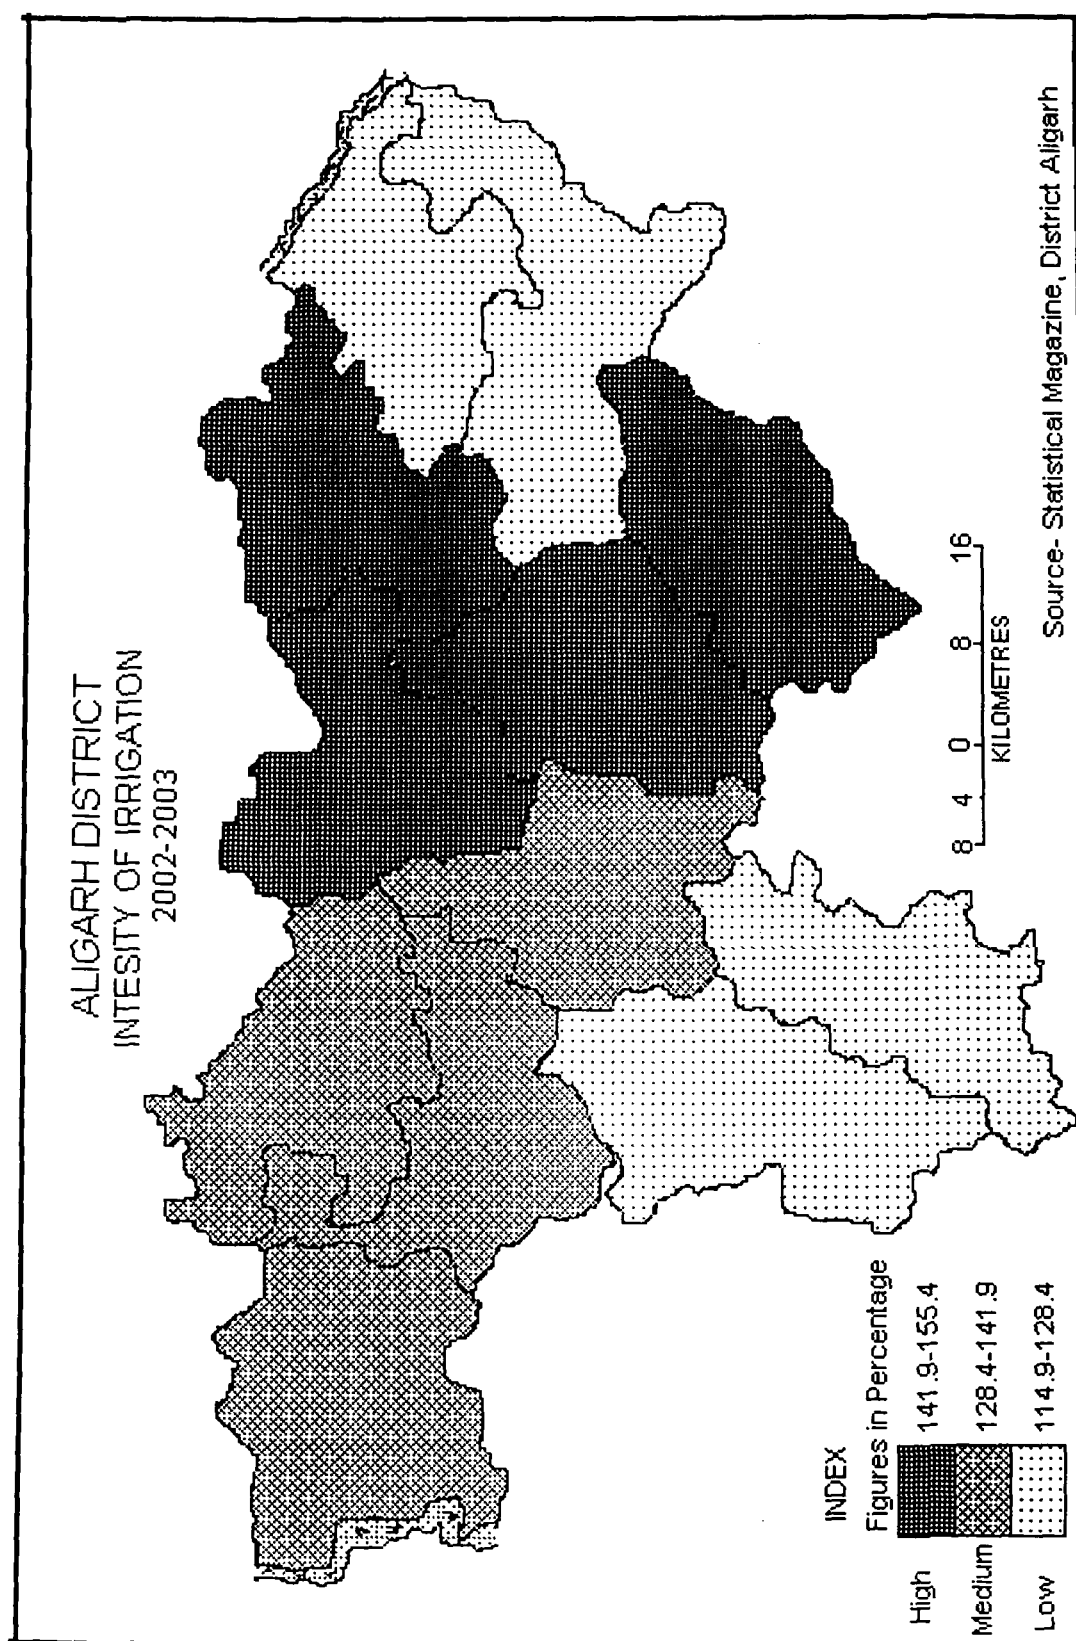 ALIGARH DISTRICT
INTESITY OF IRRIGATION
2002-2003
8 4 0 8 16
KILOMETRES
INDEX
Figures in Percentage
High 141.9-155.4
Medium 128.4-141.9
Low 114.9-128.4
Source- Statistical Magazine, District Aligarh